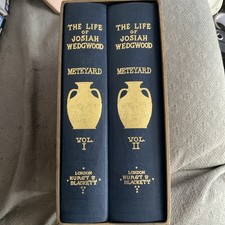 THE LIFE
OF
JOSIAH
WEDGWOOD
METEYARD
VOL.
I
LONDON
HURST &
BLACKETT
THE LIFE
OF
JOSIAH
WEDGWOOD
METEYARD
VOL.
II
LONDON
HURST &
BLACKETT